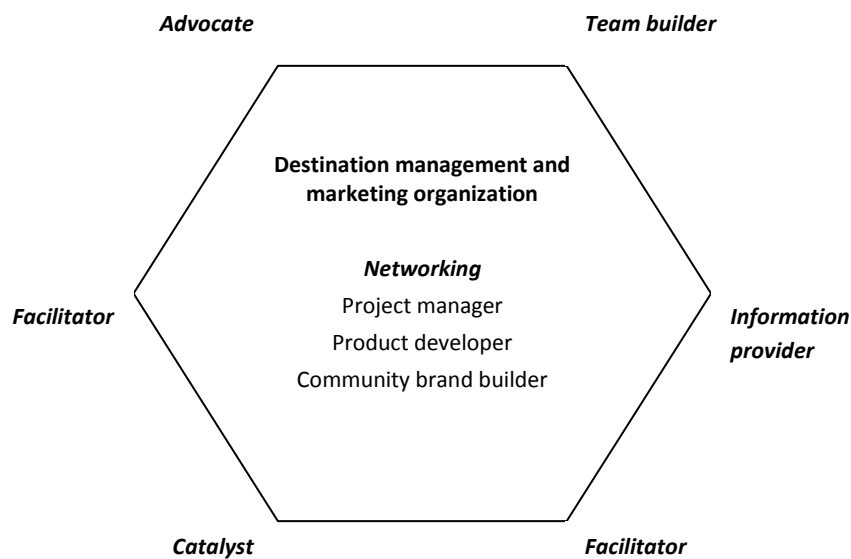 Advocate
Team builder
Destination management and
marketing organization
Networking
Project manager
Product developer
Community brand builder
Facilitator
Information
provider
Catalyst
Facilitator